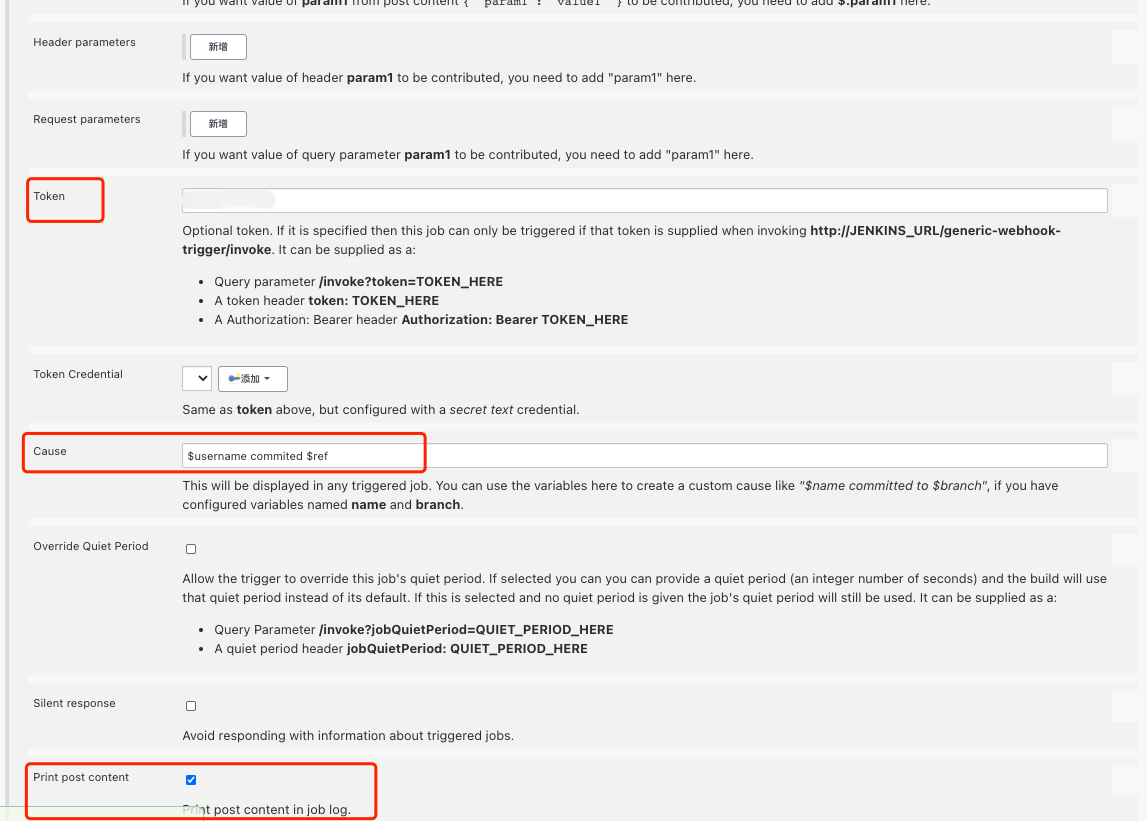 If you want value of param1 from post content { "param1": "value1" } to be contributed, you need to add $.param1 here.
Header parameters
新增
If you want value of header param1 to be contributed, you need to add "param1" here.
Request parameters
新增
If you want value of query parameter param1 to be contributed, you need to add "param1" here.
Token
Optional token. If it is specified then this job can only be triggered if that token is supplied when invoking http://JENKINS_URL/generic-webhook-
trigger/invoke. It can be supplied as a:
• Query parameter /invoke?token=TOKEN_HERE
• A token header token: TOKEN_HERE
• A Authorization: Bearer header Authorization: Bearer TOKEN_HERE
Token Credential
添加
Same as token above, but configured with a secret text credential.
Cause
$username commited $ref
This will be displayed in any triggered job. You can use the variables here to create a custom cause like "$name committed to $branch", if you have
configured variables named name and branch.
Override Quiet Period
Allow the trigger to override this job's quiet period. If selected you can you can provide a quiet period (an integer number of seconds) and the build will use
that quiet period instead of its default. If this is selected and no quiet period is given the job's quiet period will still be used. It can be supplied as a:
• Query Parameter /invoke?jobQuietPeriod=QUIET_PERIOD_HERE
• A quiet period header jobQuietPeriod: QUIET_PERIOD_HERE
Silent response
Avoid responding with information about triggered jobs.
Print post content
Print post content in job log.